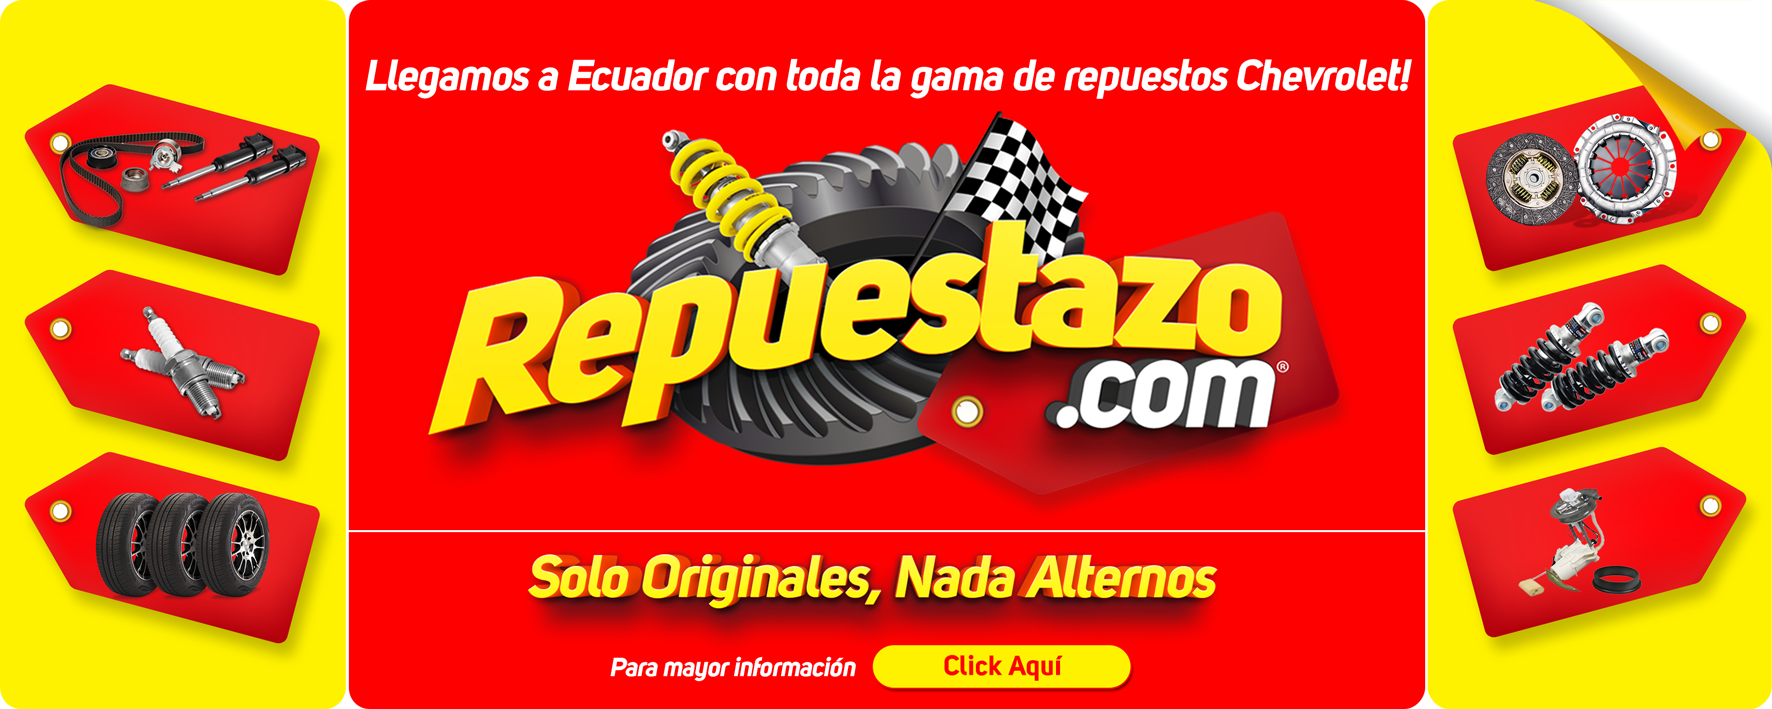 Llegamos a Ecuador con toda la gama de repuestos Chevrolet!
Repuestazo
.com®
Solo Originales, Nada Alternos
Para mayor información
Click Aquí